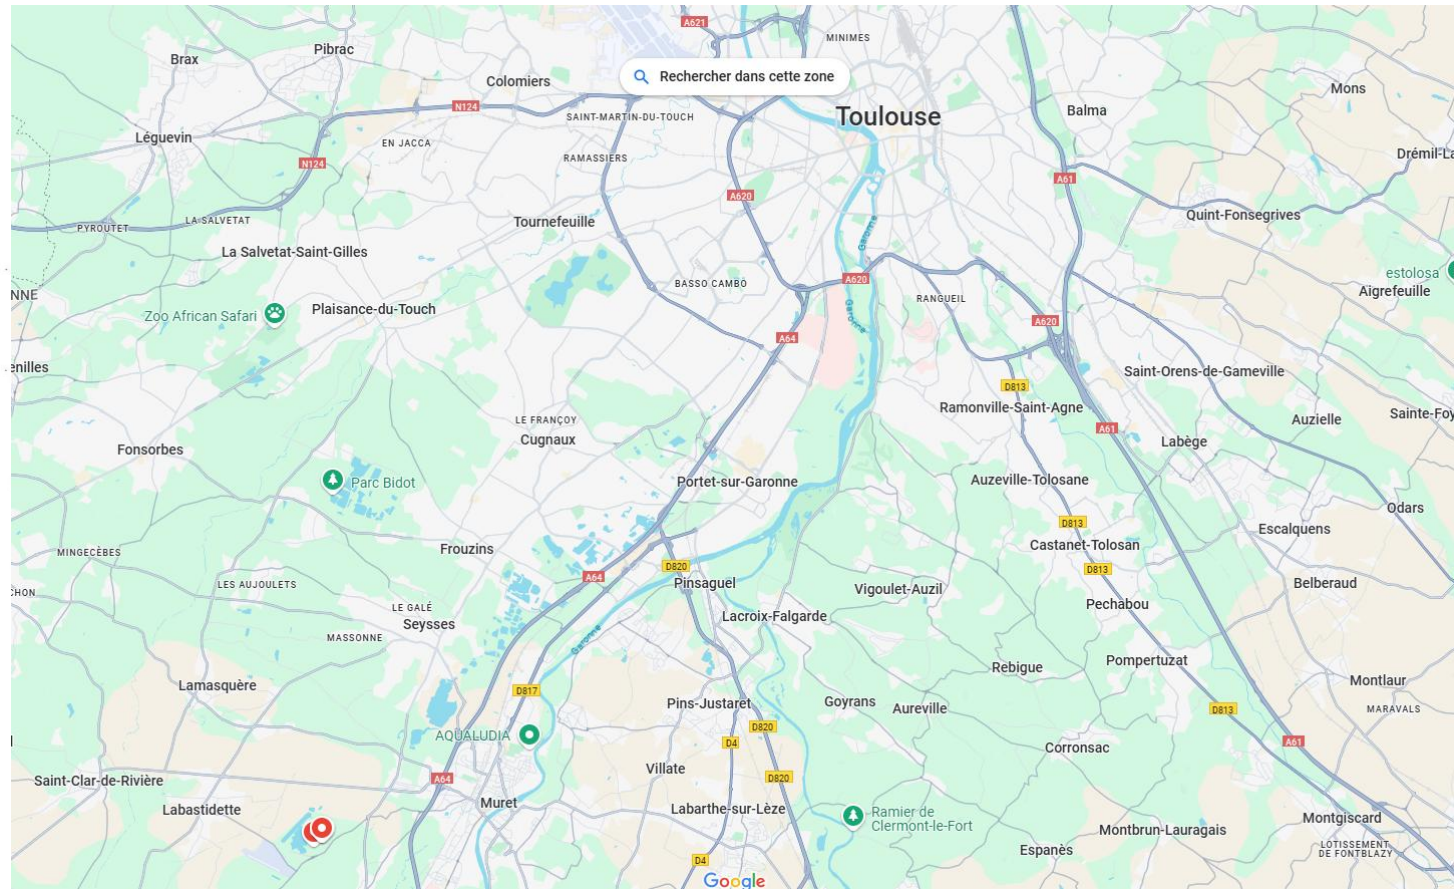 A621
MINIMES
Pibrac
Brax
Rechercher dans cette zone
Colomiers
Mons
N124
Toulouse
Balma
SAINT-MARTIN-DU-TOUCH
Léguevin
EN JACCA
Drémil-La
RAMASSIERS
N124
A61
A620
LA SALVETAT
Quint-Fonsegrives
PYROUTET
Tournefeuille
Garonne
La Salvetat-Saint-Gilles
estolosa
A620
BASSO CAMBO
Aigrefeuille
NNE
RANGUEIL
Plaisance-du-Touch
Zoo African Safari
Garonne
A620
A64
enilles
Saint-Orens-de-Gameville
D813
Ramonville-Saint-Agne
Sainte-Foy
LE FRANÇOY
Auzielle
A61
Cugnaux
Labège
Fonsorbes
Parc Bidot
Portet-sur-Garonne
Auzeville-Tolosane
Odars
D813
Escalquens
Castanet-Tolosan
Frouzins
MINGECÈBES
D820
D813
A64
Pinsaguel
LES AUJOULETS
Belberaud
Vigoulet-Auzil
CHON
LE GALÉ
Pechabou
Lacroix-Falgarde
Seysses
MASSONNE
Garonne
Pompertuzat
Rebigue
Lamasquère
Montlaur
D817
Pins-Justaret
Goyrans
Aureville
D813
MARAVALS
D820
AQUALUDIA
D4
A61
Corronsac
Villate
D820
A64
Saint-Clar-de-Rivière
Muret
Labastidette
Labarthe-sur-Lèze
Ramier de
Clermont-le-Fort
Montgiscard
Montbrun-Lauragais
LOTISSEMENT
DE FONTBLAZY
Espanès
D4
Google